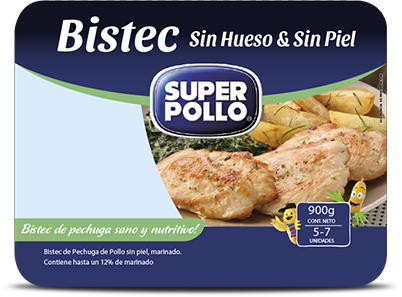 Bistec Sin Hueso & Sin Piel
SUPER
POLLO
®
Bistec de pechuga sano y nutritivo!
900g
CONT. NETO
5-7
UNIDADES
Bistec de Pechuga de Pollo sin piel, marinado.
Contiene hasta un 12% de marinado